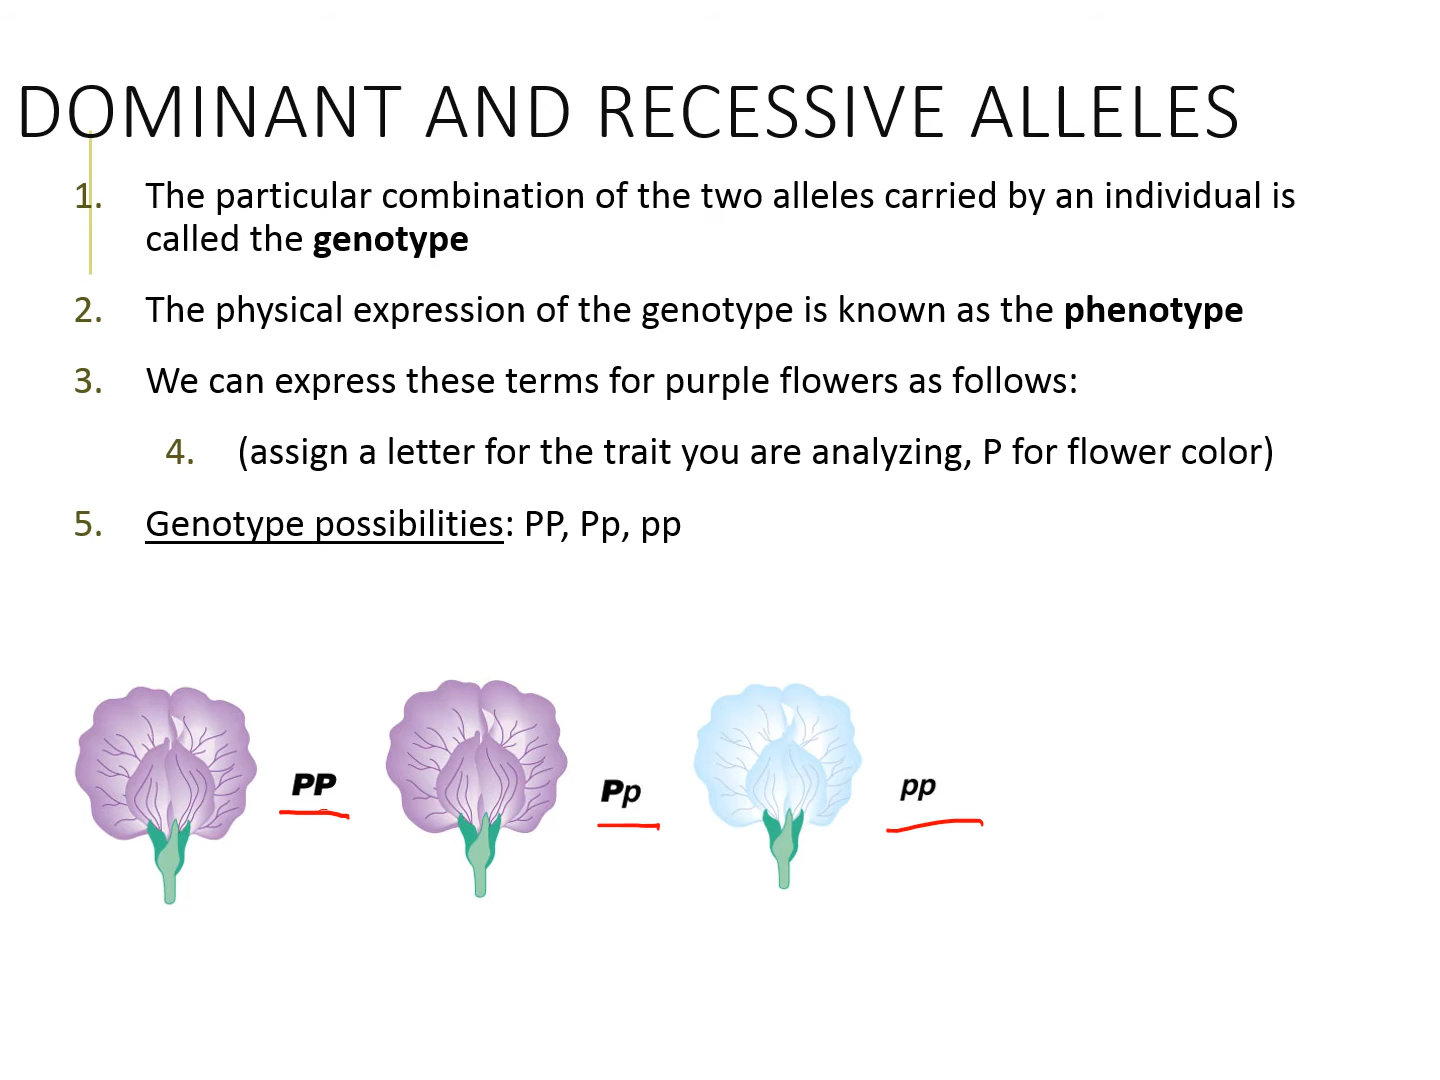 DOMINANT AND RECESSIVE ALLELES
1. The particular combination of the two alleles carried by an individual is
called the genotype
2. The physical expression of the genotype is known as the phenotype
3. We can express these terms for purple flowers as follows:
4. (assign a letter for the trait you are analyzing, P for flower color)
5. Genotype possibilities: PP, Pp, pp
PP
Pp
pp